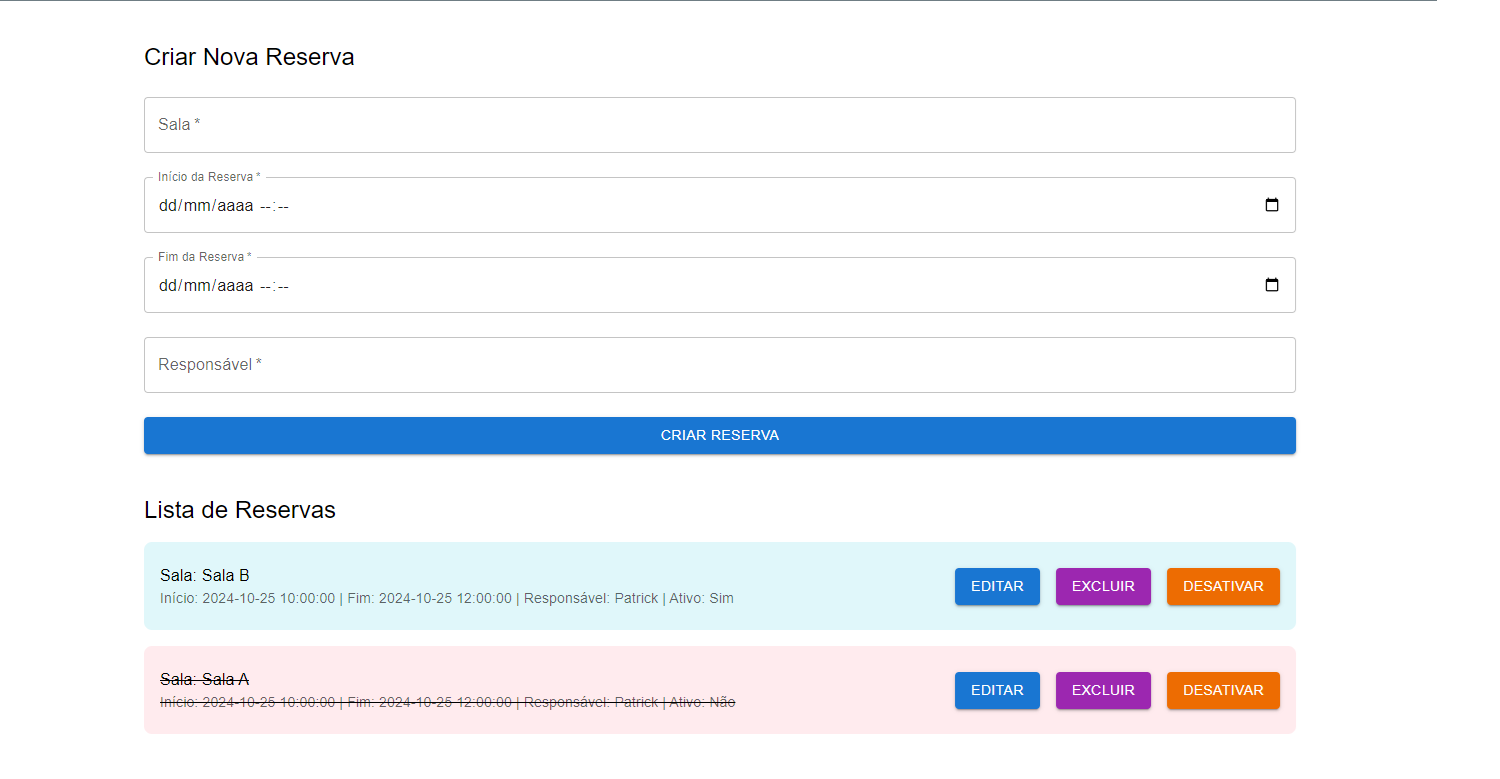 Criar Nova Reserva
Sala *
Início da Reserva *
dd/mm/aaaa --:--
Fim da Reserva *
dd/mm/aaaa --:--
Responsável *
CRIAR RESERVA
Lista de Reservas
Sala: Sala B
Início: 2024-10-25 10:00:00 | Fim: 2024-10-25 12:00:00 | Responsável: Patrick | Ativo: Sim
EDITAR EXCLUIR DESATIVAR
Sala: Sala A
Início: 2024-10-25 10:00:00 | Fim: 2024-10-25 12:00:00 | Responsável: Patrick | Ativo: Não
EDITAR EXCLUIR DESATIVAR